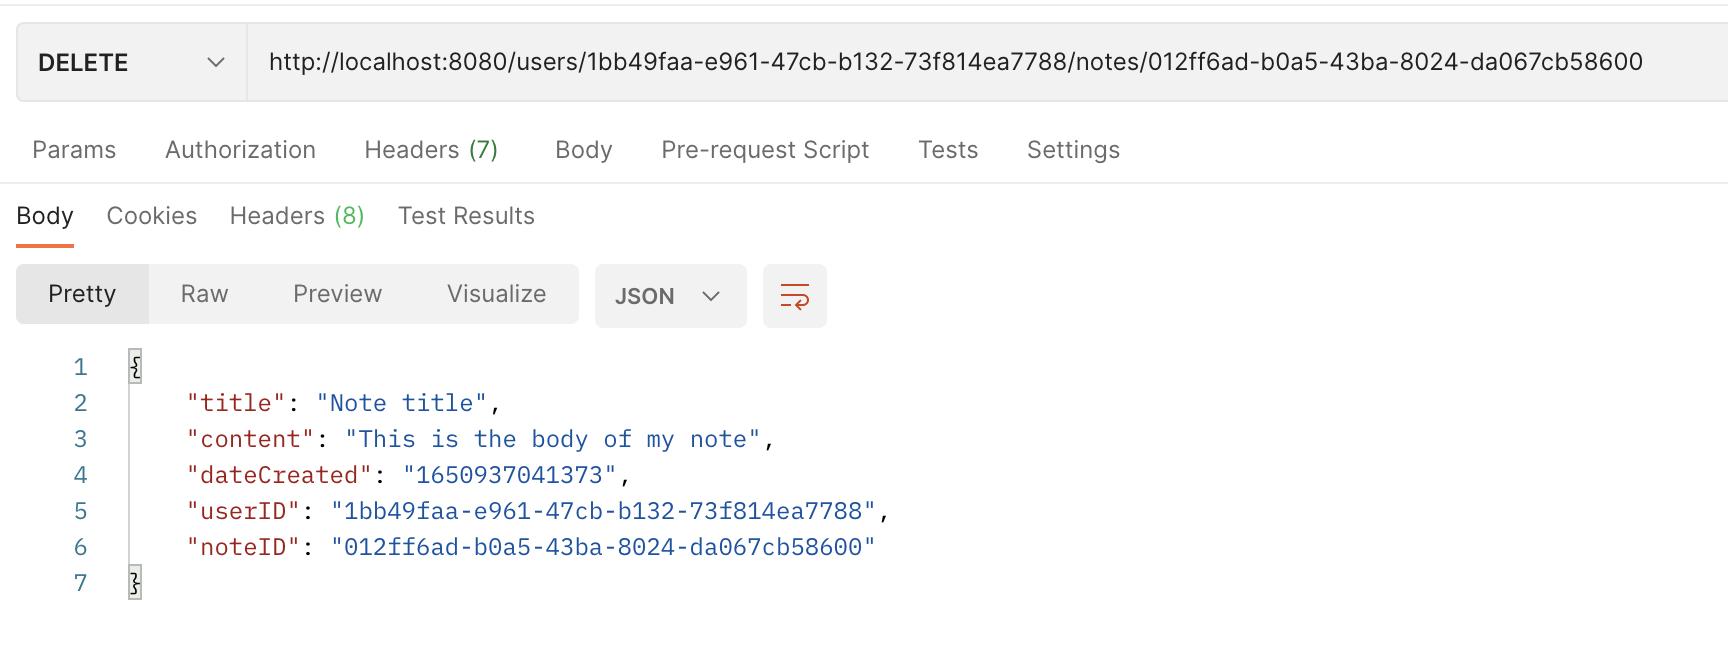 DELETE http://localhost:8080/users/1bb49faa-e961-47cb-b132-73f814ea7788/notes/012ff6ad-b0a5-43ba-8024-da067cb58600
Params Authorization Headers (7) Body Pre-request Script Tests Settings
Body Cookies Headers (8) Test Results
Pretty Raw Preview Visualize JSON
1 {
2 "title": "Note title",
3 "content": "This is the body of my note",
4 "dateCreated": "1650937041373",
5 "userID": "1bb49faa-e961-47cb-b132-73f814ea7788",
6 "noteID": "012ff6ad-b0a5-43ba-8024-da067cb58600"
7 }